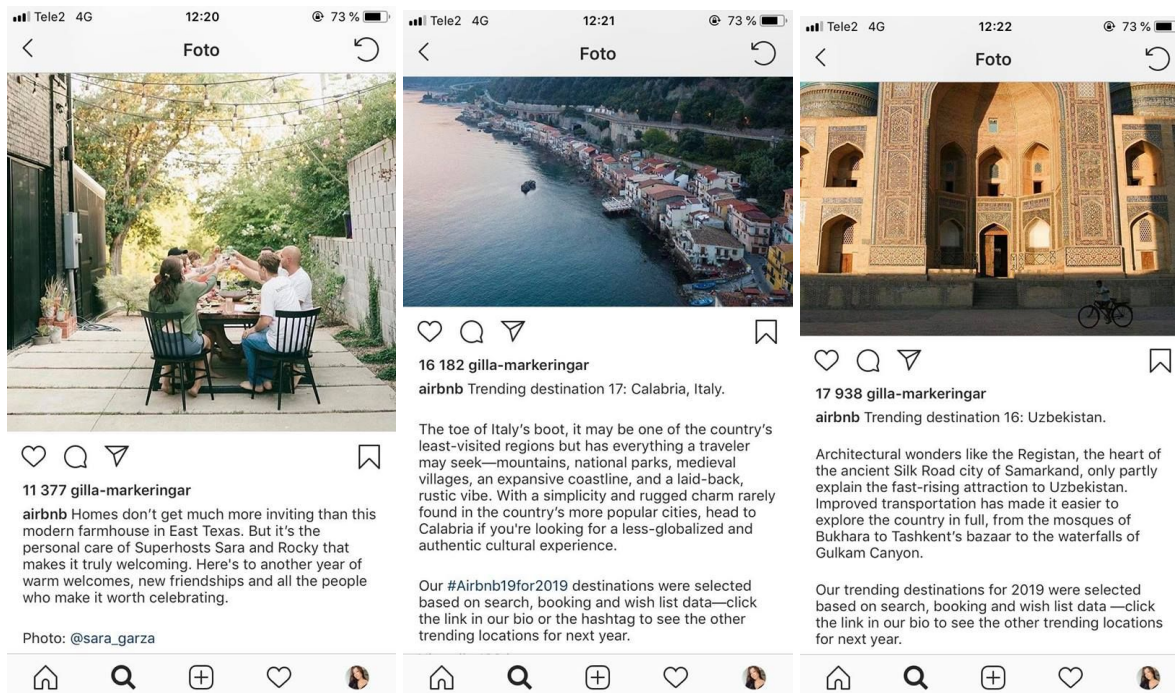 Tele2 4G 12:20 73 %
Foto
11 377 gilla-markeringar
airbnb Homes don’t get much more inviting than this
modern farmhouse in East Texas. But it’s the
personal care of Superhosts Sara and Rocky that
makes it truly welcoming. Here's to another year of
warm welcomes, new friendships and all the people
who make it worth celebrating.
Photo: @sara_garza
Tele2 4G 12:21 73 %
Foto
16 182 gilla-markeringar
airbnb Trending destination 17: Calabria, Italy.
The toe of Italy’s boot, it may be one of the country’s
least-visited regions but has everything a traveler
may seek—mountains, national parks, medieval
villages, an expansive coastline, and a laid-back,
rustic vibe. With a simplicity and rugged charm rarely
found in the country’s more popular cities, head to
Calabria if you're looking for a less-globalized and
authentic cultural experience.
Our #Airbnb19for2019 destinations were selected
based on search, booking and wish list data—click
the link in our bio or the hashtag to see the other
trending locations for next year.
Tele2 4G 12:22 73 %
Foto
17 938 gilla-markeringar
airbnb Trending destination 16: Uzbekistan.
Architectural wonders like the Registan, the heart of
the ancient Silk Road city of Samarkand, only partly
explain the fast-rising attraction to Uzbekistan.
Improved transportation has made it easier to
explore the country in full, from the mosques of
Bukhara to Tashkent’s bazaar to the waterfalls of
Gulkam Canyon.
Our trending destinations for 2019 were selected
based on search, booking and wish list data —click
the link in our bio to see the other trending locations
for next year.